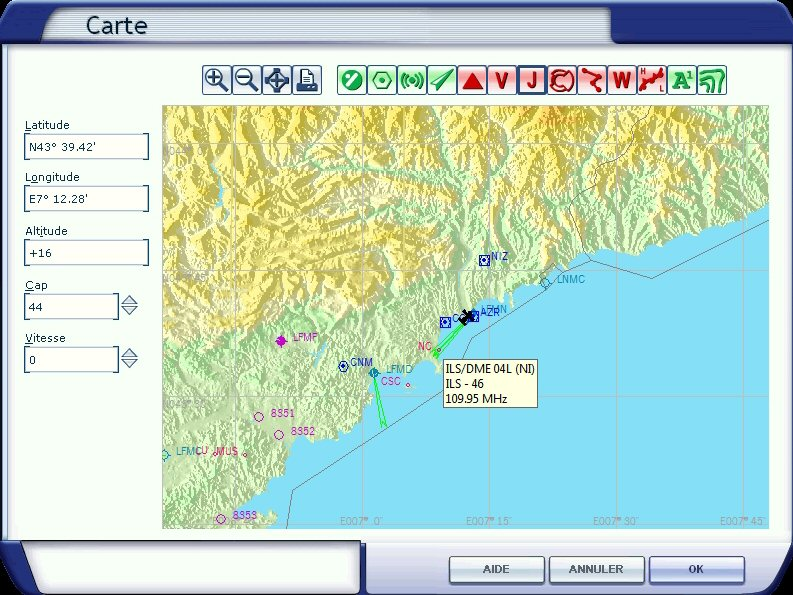 Carte
V J W H L A¹
Latitude
N43° 39.42'
Longitude
E7° 12.28'
Altitude
+16
Cap
44
Vitesse
0
NIZ
LNMC
LFMN
AZR
NC
LFMF
CNM
LFMD
CSC
ILS/DME 04L (NI)
ILS - 46
109.95 MHz
8351
8352
MUS
8353
E007° 0'
E007° 15'
E007° 30'
E007° 45'
AIDE
ANNULER
OK